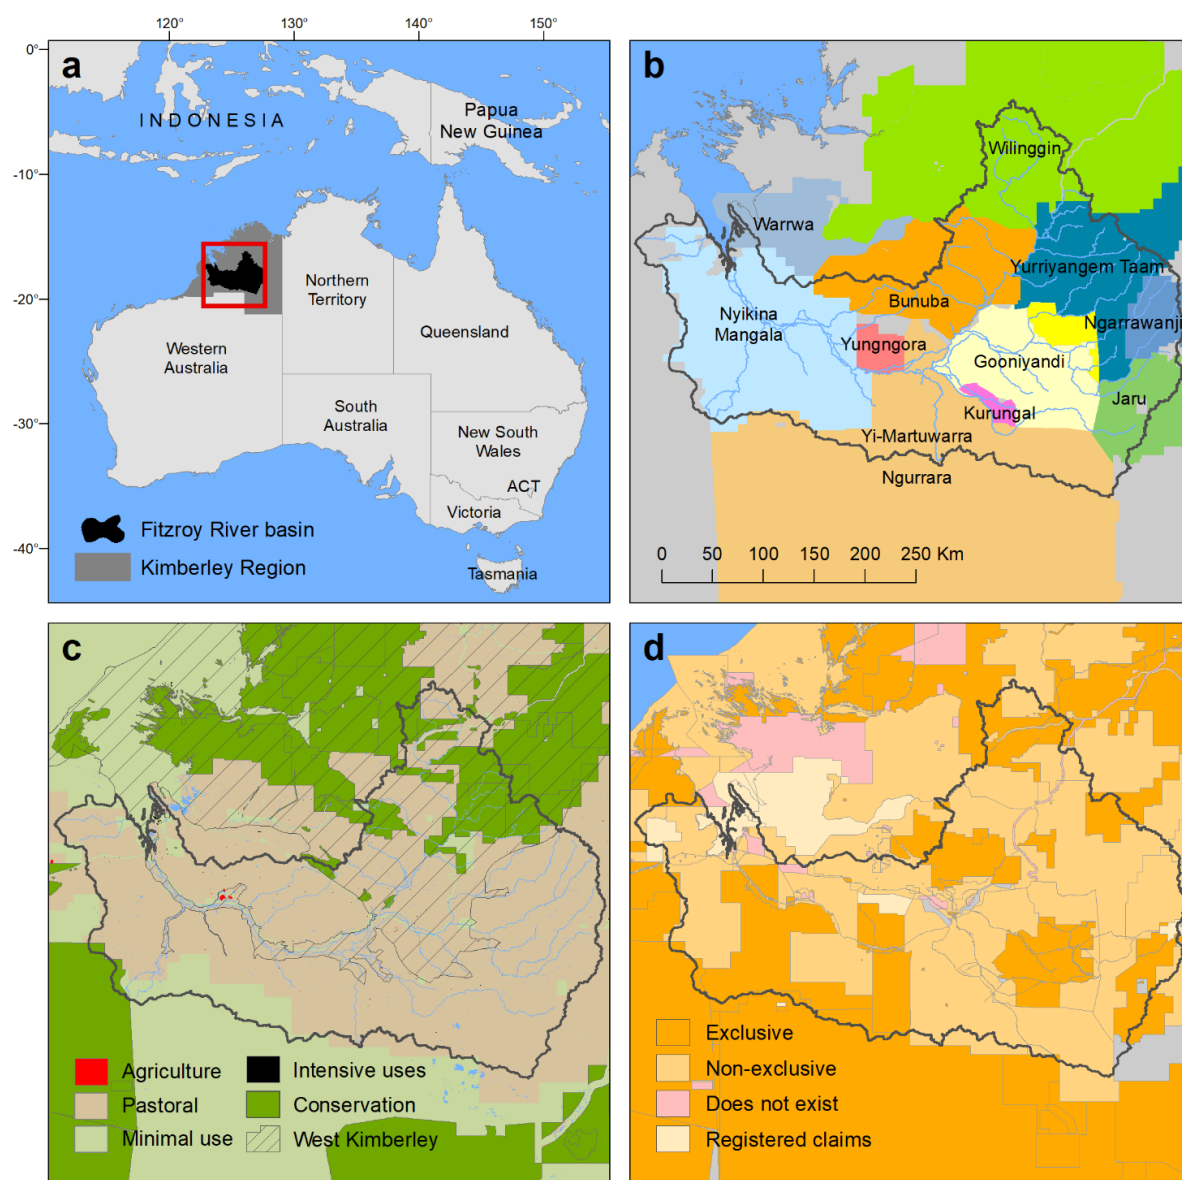 120°
130°
140°
150°
0°
-10°
-20°
-30°
-40°
a
INDONESIA
Papua
New Guinea
Northern
Territory
Queensland
Western
Australia
South
Australia
New South
Wales
ACT
Victoria
Tasmania
Fitzroy River basin
Kimberley Region
b
Wilinggin
Warrwa
Yurriyangem Taam
Bunuba
Nyikina
Mangala
Ngarrawanji
Yungngora
Gooniyandi
Jaru
Kurungal
Yi-Martuwarra
Ngurrara
0 50 100 150 200 250 Km
c
Agriculture
Intensive uses
Pastoral
Conservation
Minimal use
West Kimberley
d
Exclusive
Non-exclusive
Does not exist
Registered claims